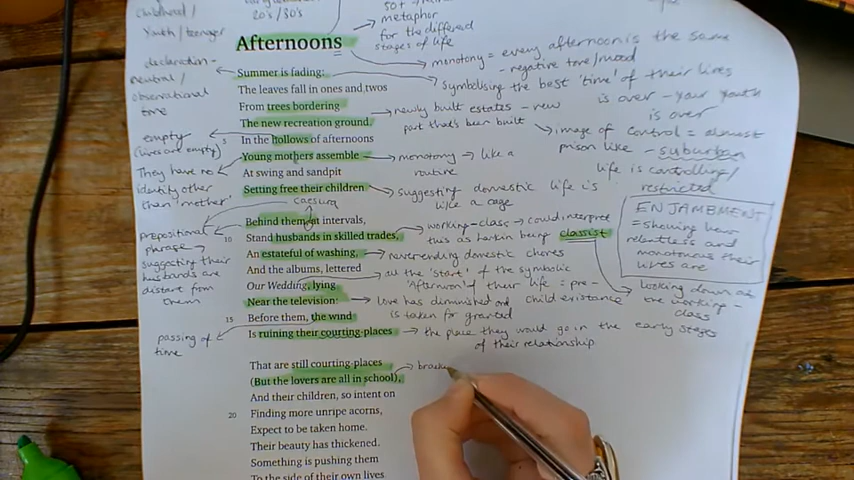 childhood /
youth / teenager
20's / 30's
50+
metaphor
for the different
stages of life
Afternoons
monotony = every afternoon is the same
- negative tone / mood
declaration -
neutral /
observational
tone
Summer is fading:
symbolising the best 'time' of their lives
is over - your youth
is over
The leaves fall in ones and twos
From trees bordering
The new recreation ground.
newly built estates - new
part that's been built
image of control = almost
prison like - suburban
life is controlling /
restricted
empty
(lives are empty)
5
In the hollows of afternoons
Young mothers assemble
monotony → like a
routine
They have no
identity other
than 'mother'
At swing and sandpit
Setting free their children
suggesting domestic life is
like a cage
caesura
ENJAMBMENT
= showing how
relentless and
monotonous their
lives are
Behind them, at intervals,
prepositional
phrase →
suggesting their
husbands are
distant from
them
10
Stand husbands in skilled trades,
working-class → could interpret
this as larkin being classist
looking down at
the working -
class
An estateful of washing,
neverending domestic chores
And the albums, lettered
all the 'start' of the symbolic
'Afternoon' of their life : pre-
child existance
Our Wedding, lying
Near the television:
love has diminished and
is taken for granted
15
Before them, the wind
Is ruining their courting-places
the place they would go in the early stages
of their relationship
passing of
time
That are still courting-places
(But the lovers are all in school),
And their children, so intent on
20
Finding more unripe acorns,
Expect to be taken home.
Their beauty has thickened.
Something is pushing them
To the side of their own lives